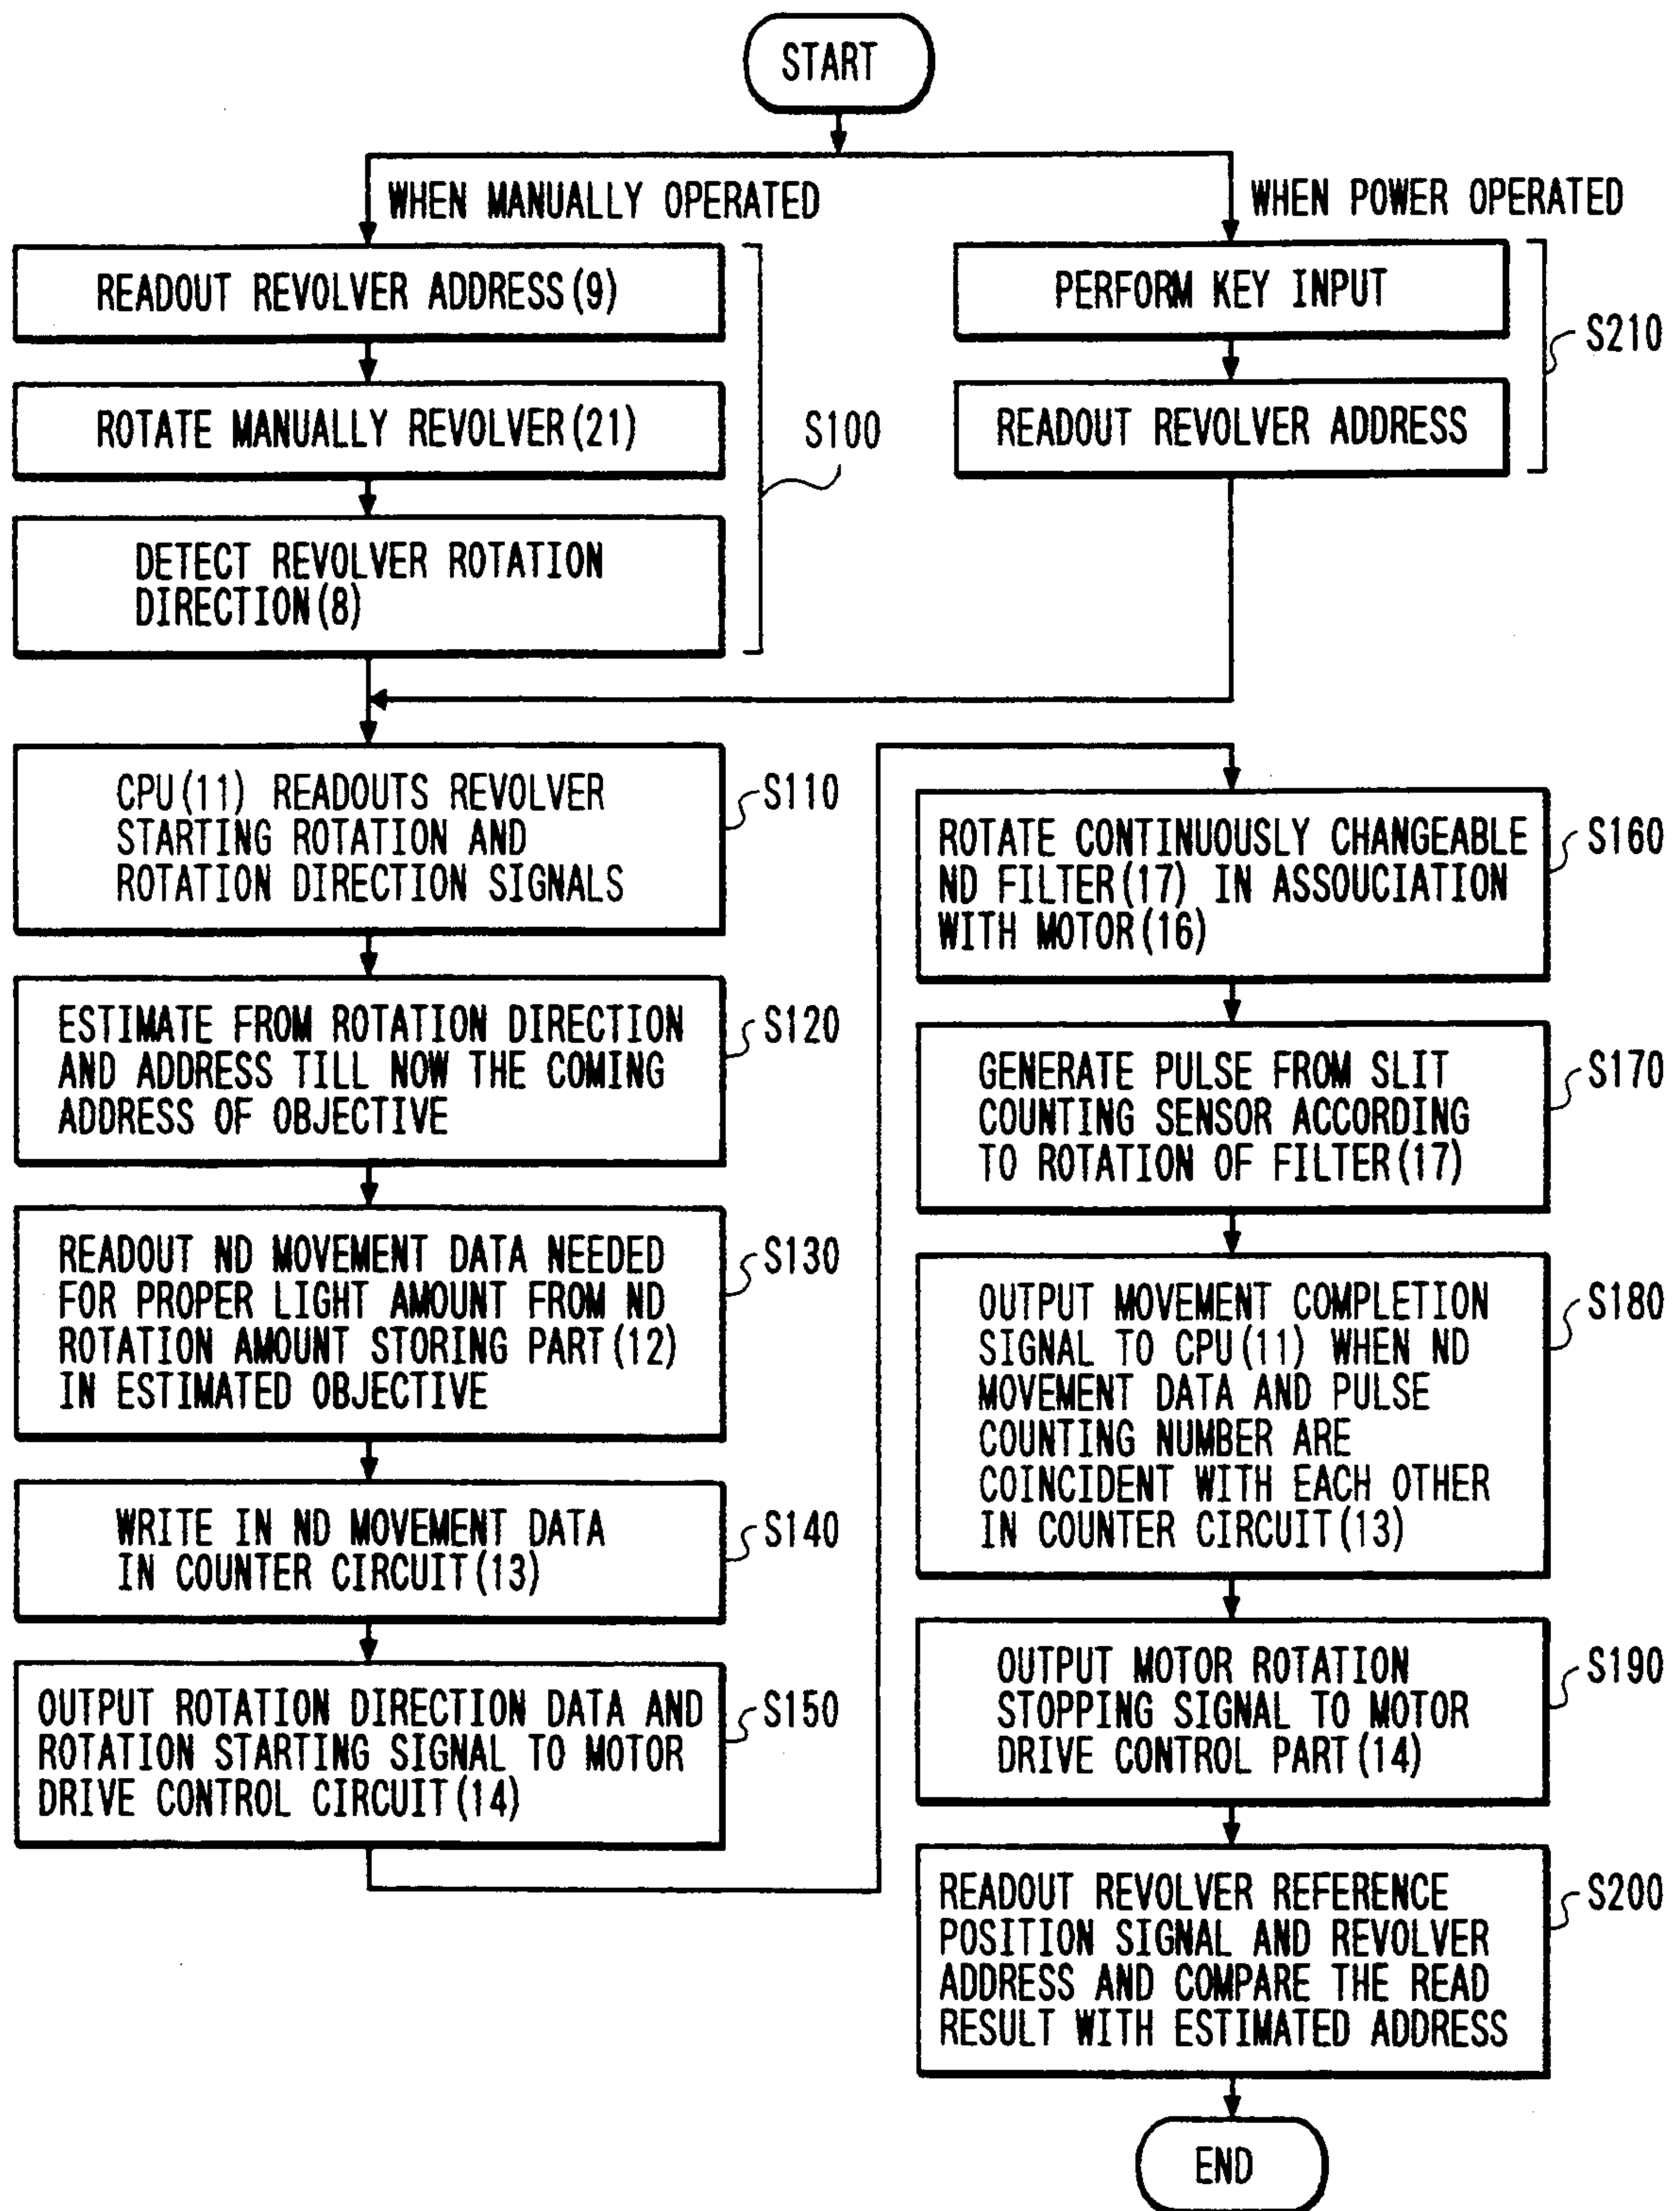 START
WHEN MANUALLY OPERATED
READOUT REVOLVER ADDRESS(9)
ROTATE MANUALLY REVOLVER(21)
DETECT REVOLVER ROTATION
DIRECTION(8)
S100
WHEN POWER OPERATED
PERFORM KEY INPUT
READOUT REVOLVER ADDRESS
S210
CPU(11) READOUTS REVOLVER
STARTING ROTATION AND
ROTATION DIRECTION SIGNALS
S110
ESTIMATE FROM ROTATION DIRECTION
AND ADDRESS TILL NOW THE COMING
ADDRESS OF OBJECTIVE
S120
READOUT ND MOVEMENT DATA NEEDED
FOR PROPER LIGHT AMOUNT FROM ND
ROTATION AMOUNT STORING PART(12)
IN ESTIMATED OBJECTIVE
S130
WRITE IN ND MOVEMENT DATA
IN COUNTER CIRCUIT(13)
S140
OUTPUT ROTATION DIRECTION DATA AND
ROTATION STARTING SIGNAL TO MOTOR
DRIVE CONTROL CIRCUIT(14)
S150
ROTATE CONTINUOUSLY CHANGEABLE
ND FILTER(17) IN ASSOUCIATION
WITH MOTOR(16)
S160
GENERATE PULSE FROM SLIT
COUNTING SENSOR ACCORDING
TO ROTATION OF FILTER(17)
S170
OUTPUT MOVEMENT COMPLETION
SIGNAL TO CPU(11) WHEN ND
MOVEMENT DATA AND PULSE
COUNTING NUMBER ARE
COINCIDENT WITH EACH OTHER
IN COUNTER CIRCUIT(13)
S180
OUTPUT MOTOR ROTATION
STOPPING SIGNAL TO MOTOR
DRIVE CONTROL PART(14)
S190
READOUT REVOLVER REFERENCE
POSITION SIGNAL AND REVOLVER
ADDRESS AND COMPARE THE READ
RESULT WITH ESTIMATED ADDRESS
S200
END